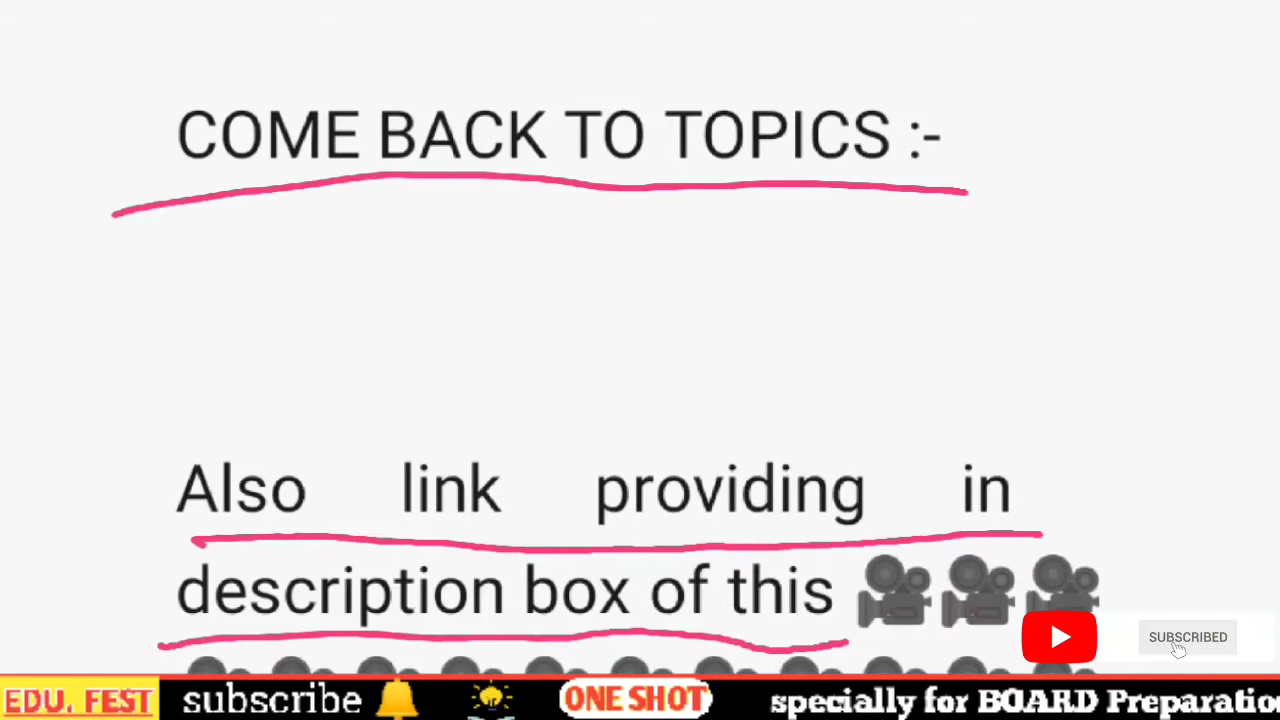 COME BACK TO TOPICS :-
Also link providing in
description box of this
SUBSCRIBED
EDU. FEST subscribe ONE SHOT specially for BOARD Preparatio